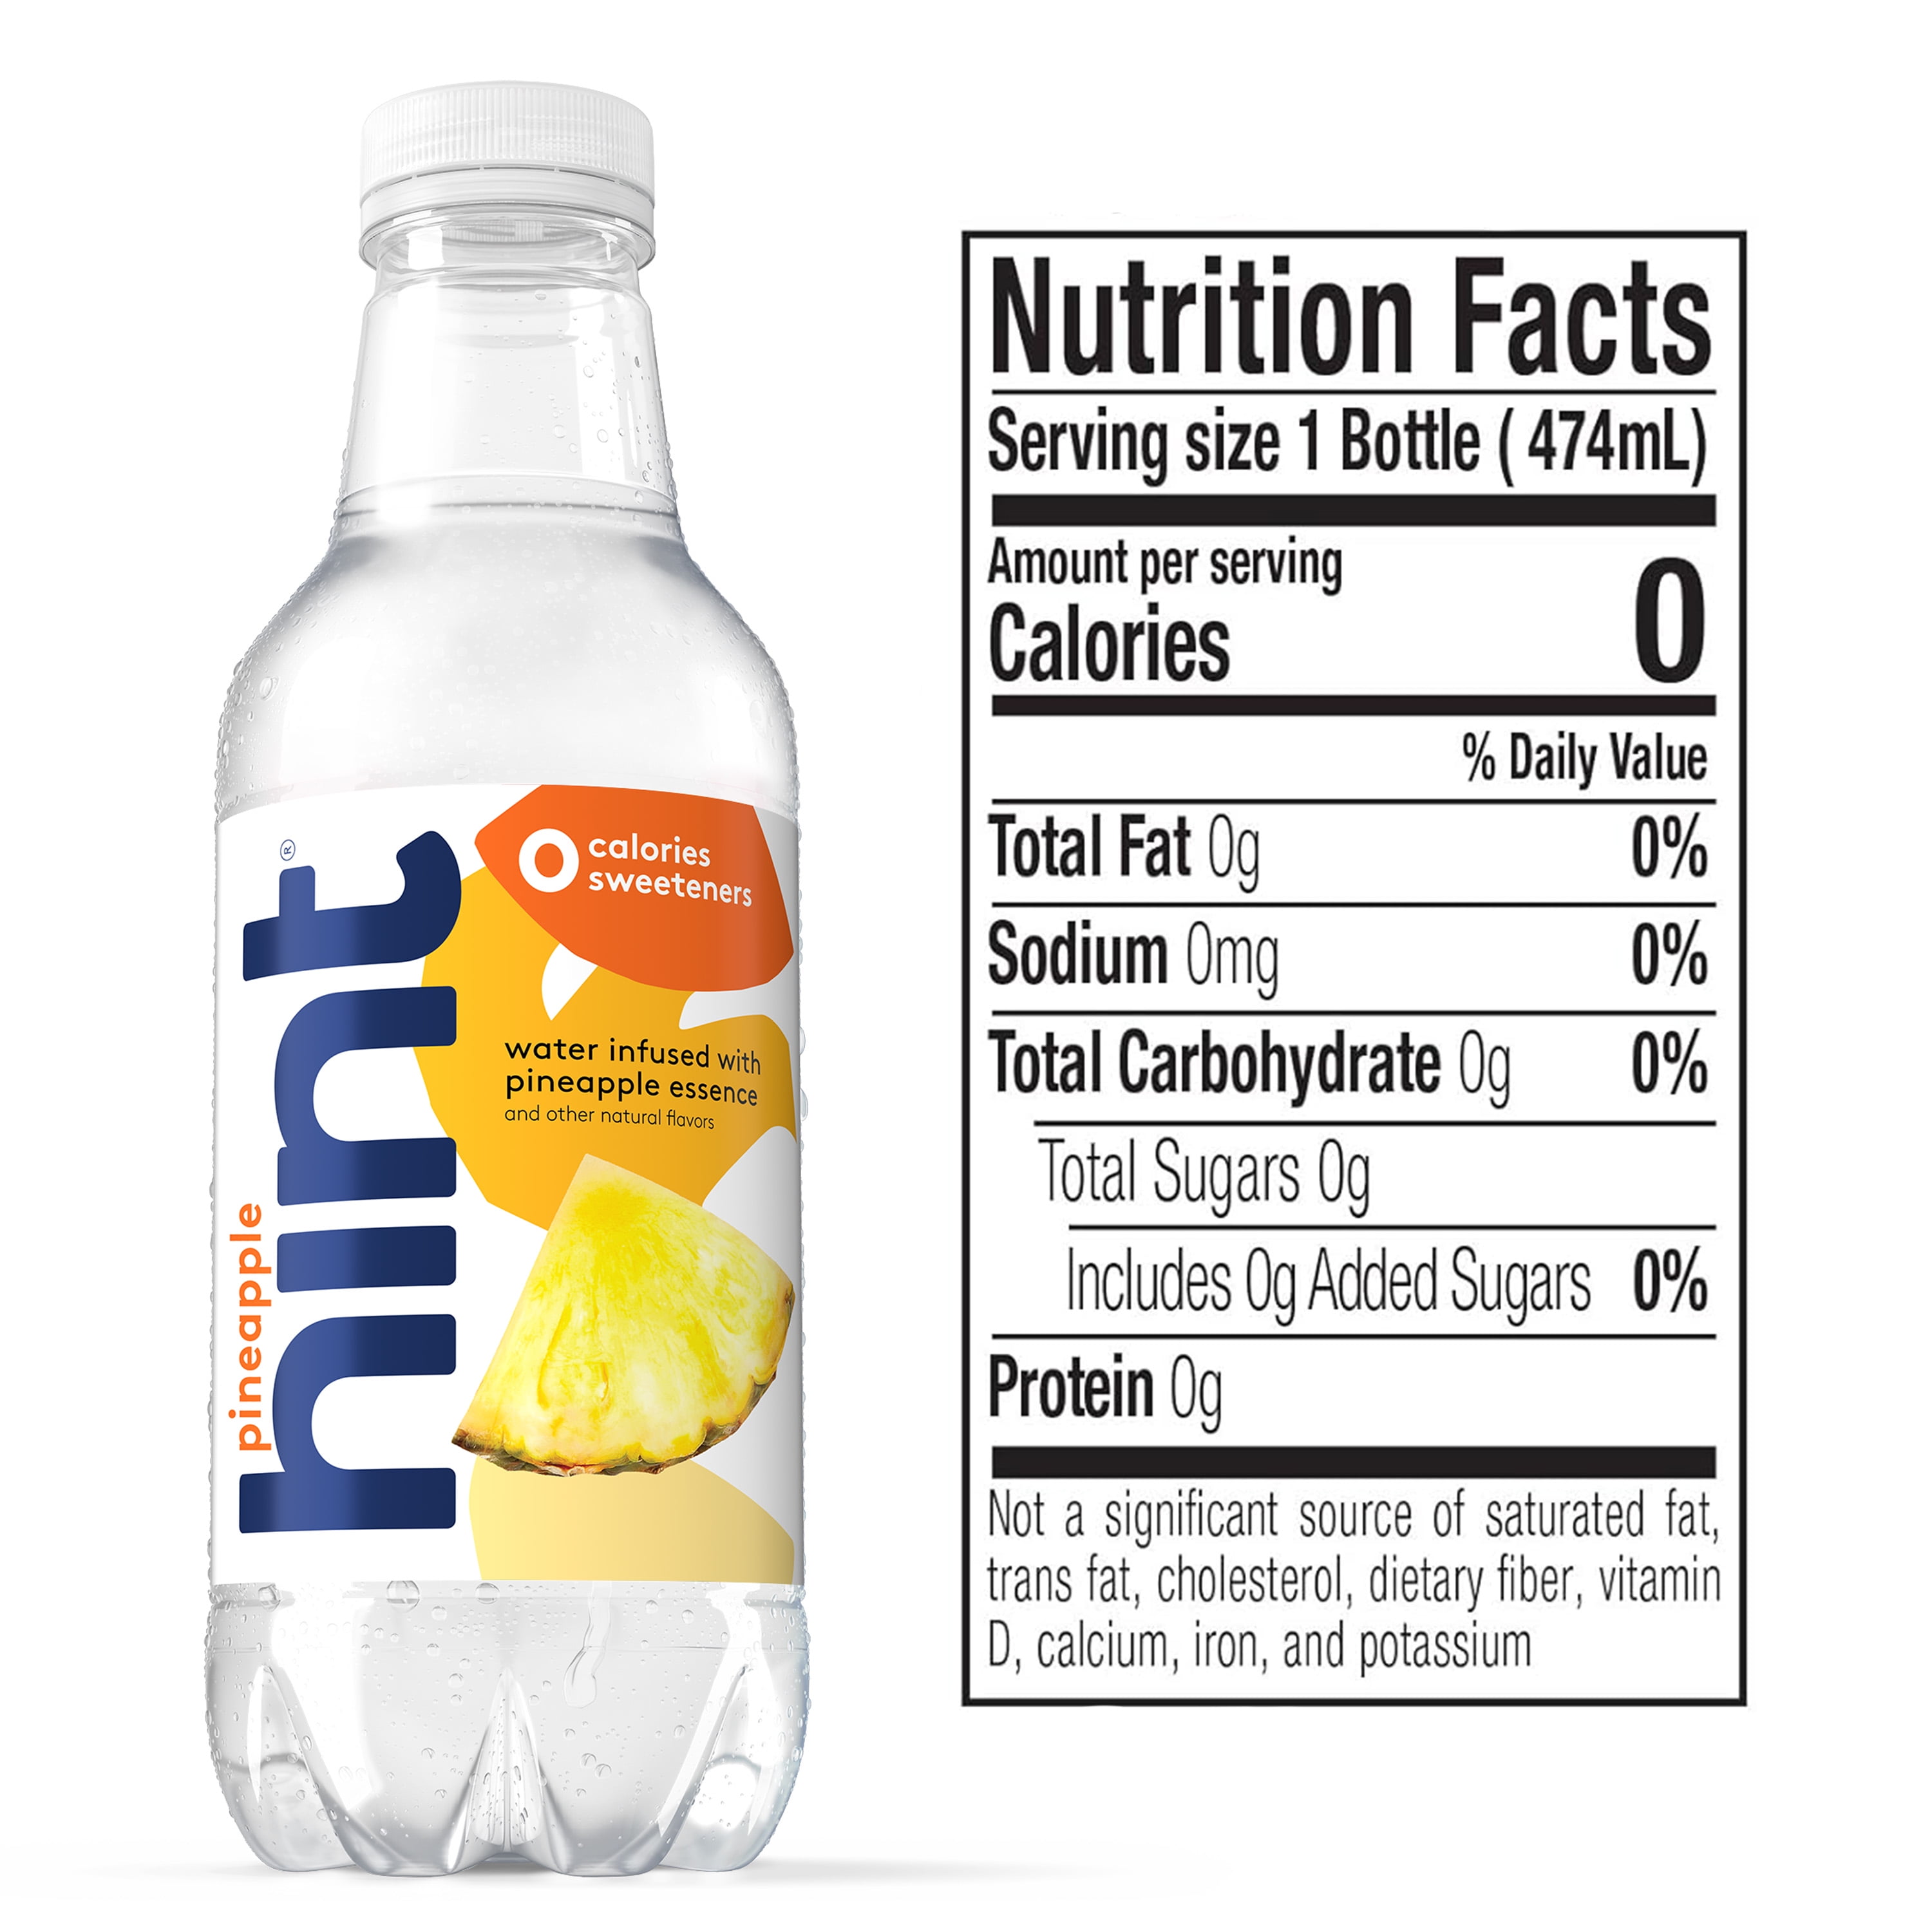 hint®
pineapple
0 calories
sweeteners
water infused with
pineapple essence
and other natural flavors
Nutrition Facts
Serving size 1 Bottle ( 474mL)
Amount per serving
Calories 0
% Daily Value
Total Fat 0g 0%
Sodium 0mg 0%
Total Carbohydrate 0g 0%
Total Sugars 0g
Includes 0g Added Sugars 0%
Protein 0g
Not a significant source of saturated fat,
trans fat, cholesterol, dietary fiber, vitamin
D, calcium, iron, and potassium